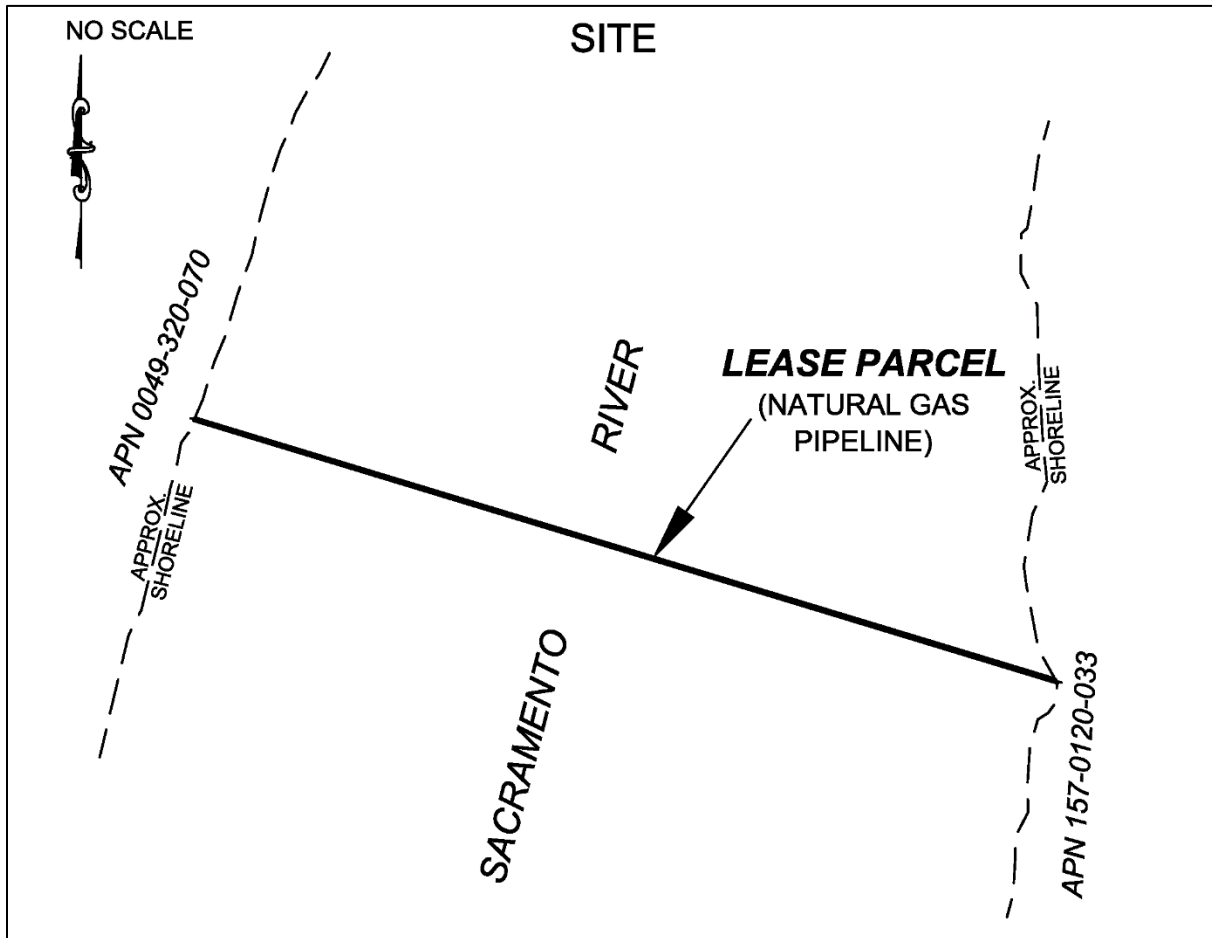 NO SCALE
SITE
APN 0049-320-070
APPROX.
SHORELINE
RIVER
SACRAMENTO
LEASE PARCEL
(NATURAL GAS
PIPELINE)
APPROX.
SHORELINE
APN 157-0120-033